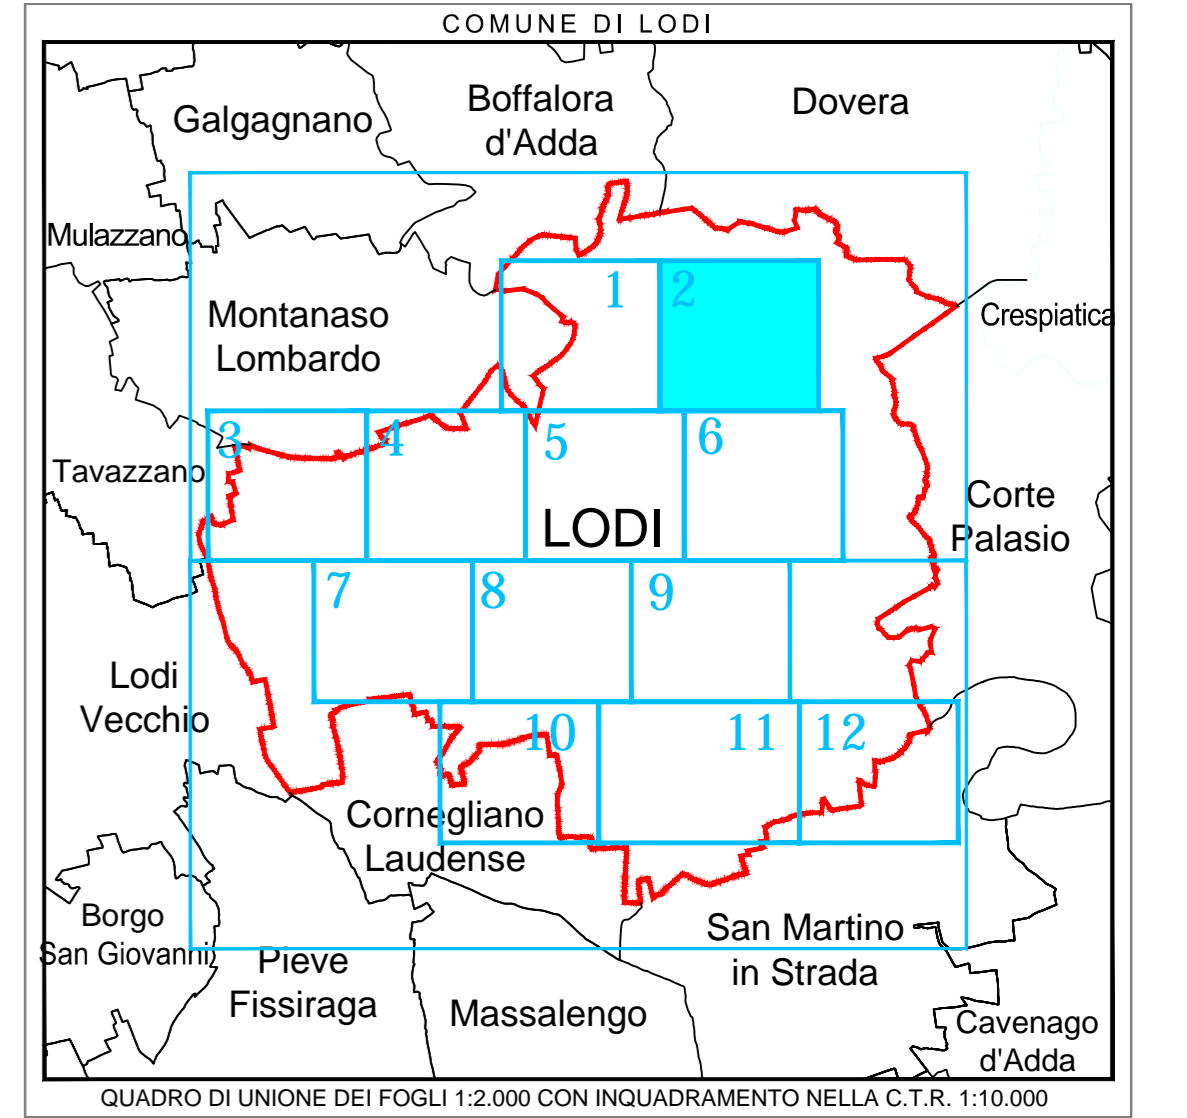 COMUNE DI LODI
Galgagnano
Boffalora
d'Adda
Dovera
Mulazzano
Montanaso
Lombardo
1
2
Crespiatica
3
4
5
6
Tavazzano
LODI
Corte
Palasio
7
8
9
Lodi
Vecchio
10
11
12
Cornegliano
Laudense
Borgo
San Giovanni
Pieve
Fissiraga
Massalengo
San Martino
in Strada
Cavenago
d'Adda
QUADRO DI UNIONE DEI FOGLI 1:2.000 CON INQUADRAMENTO NELLA C.T.R. 1:10.000